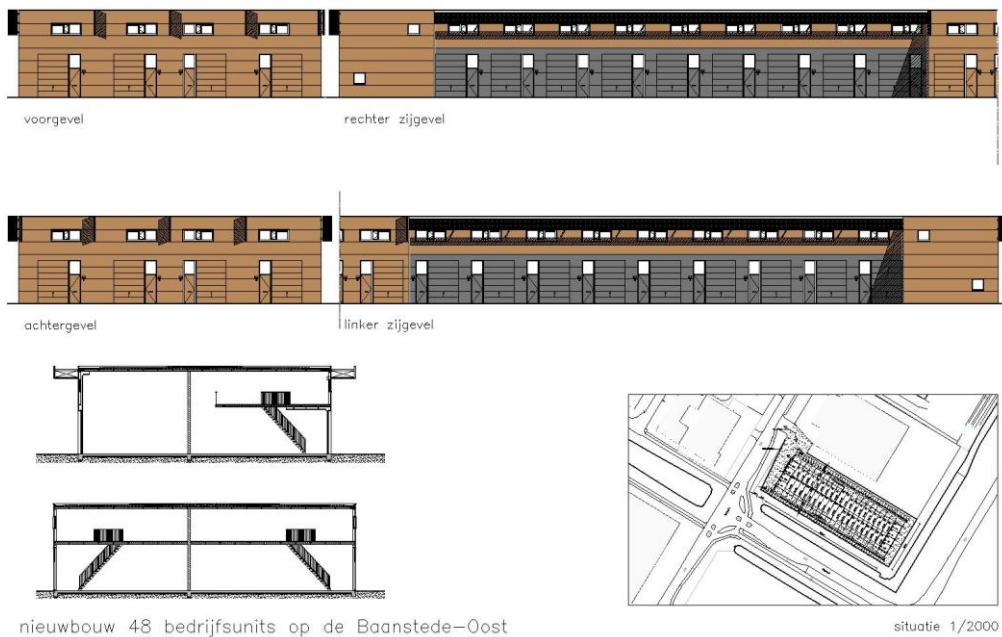 voorgevel
rechter zijgevel
achtergevel
linker zijgevel
nieuwbouw 48 bedrijfsunits op de Baanstede-Oost
situatie 1/2000